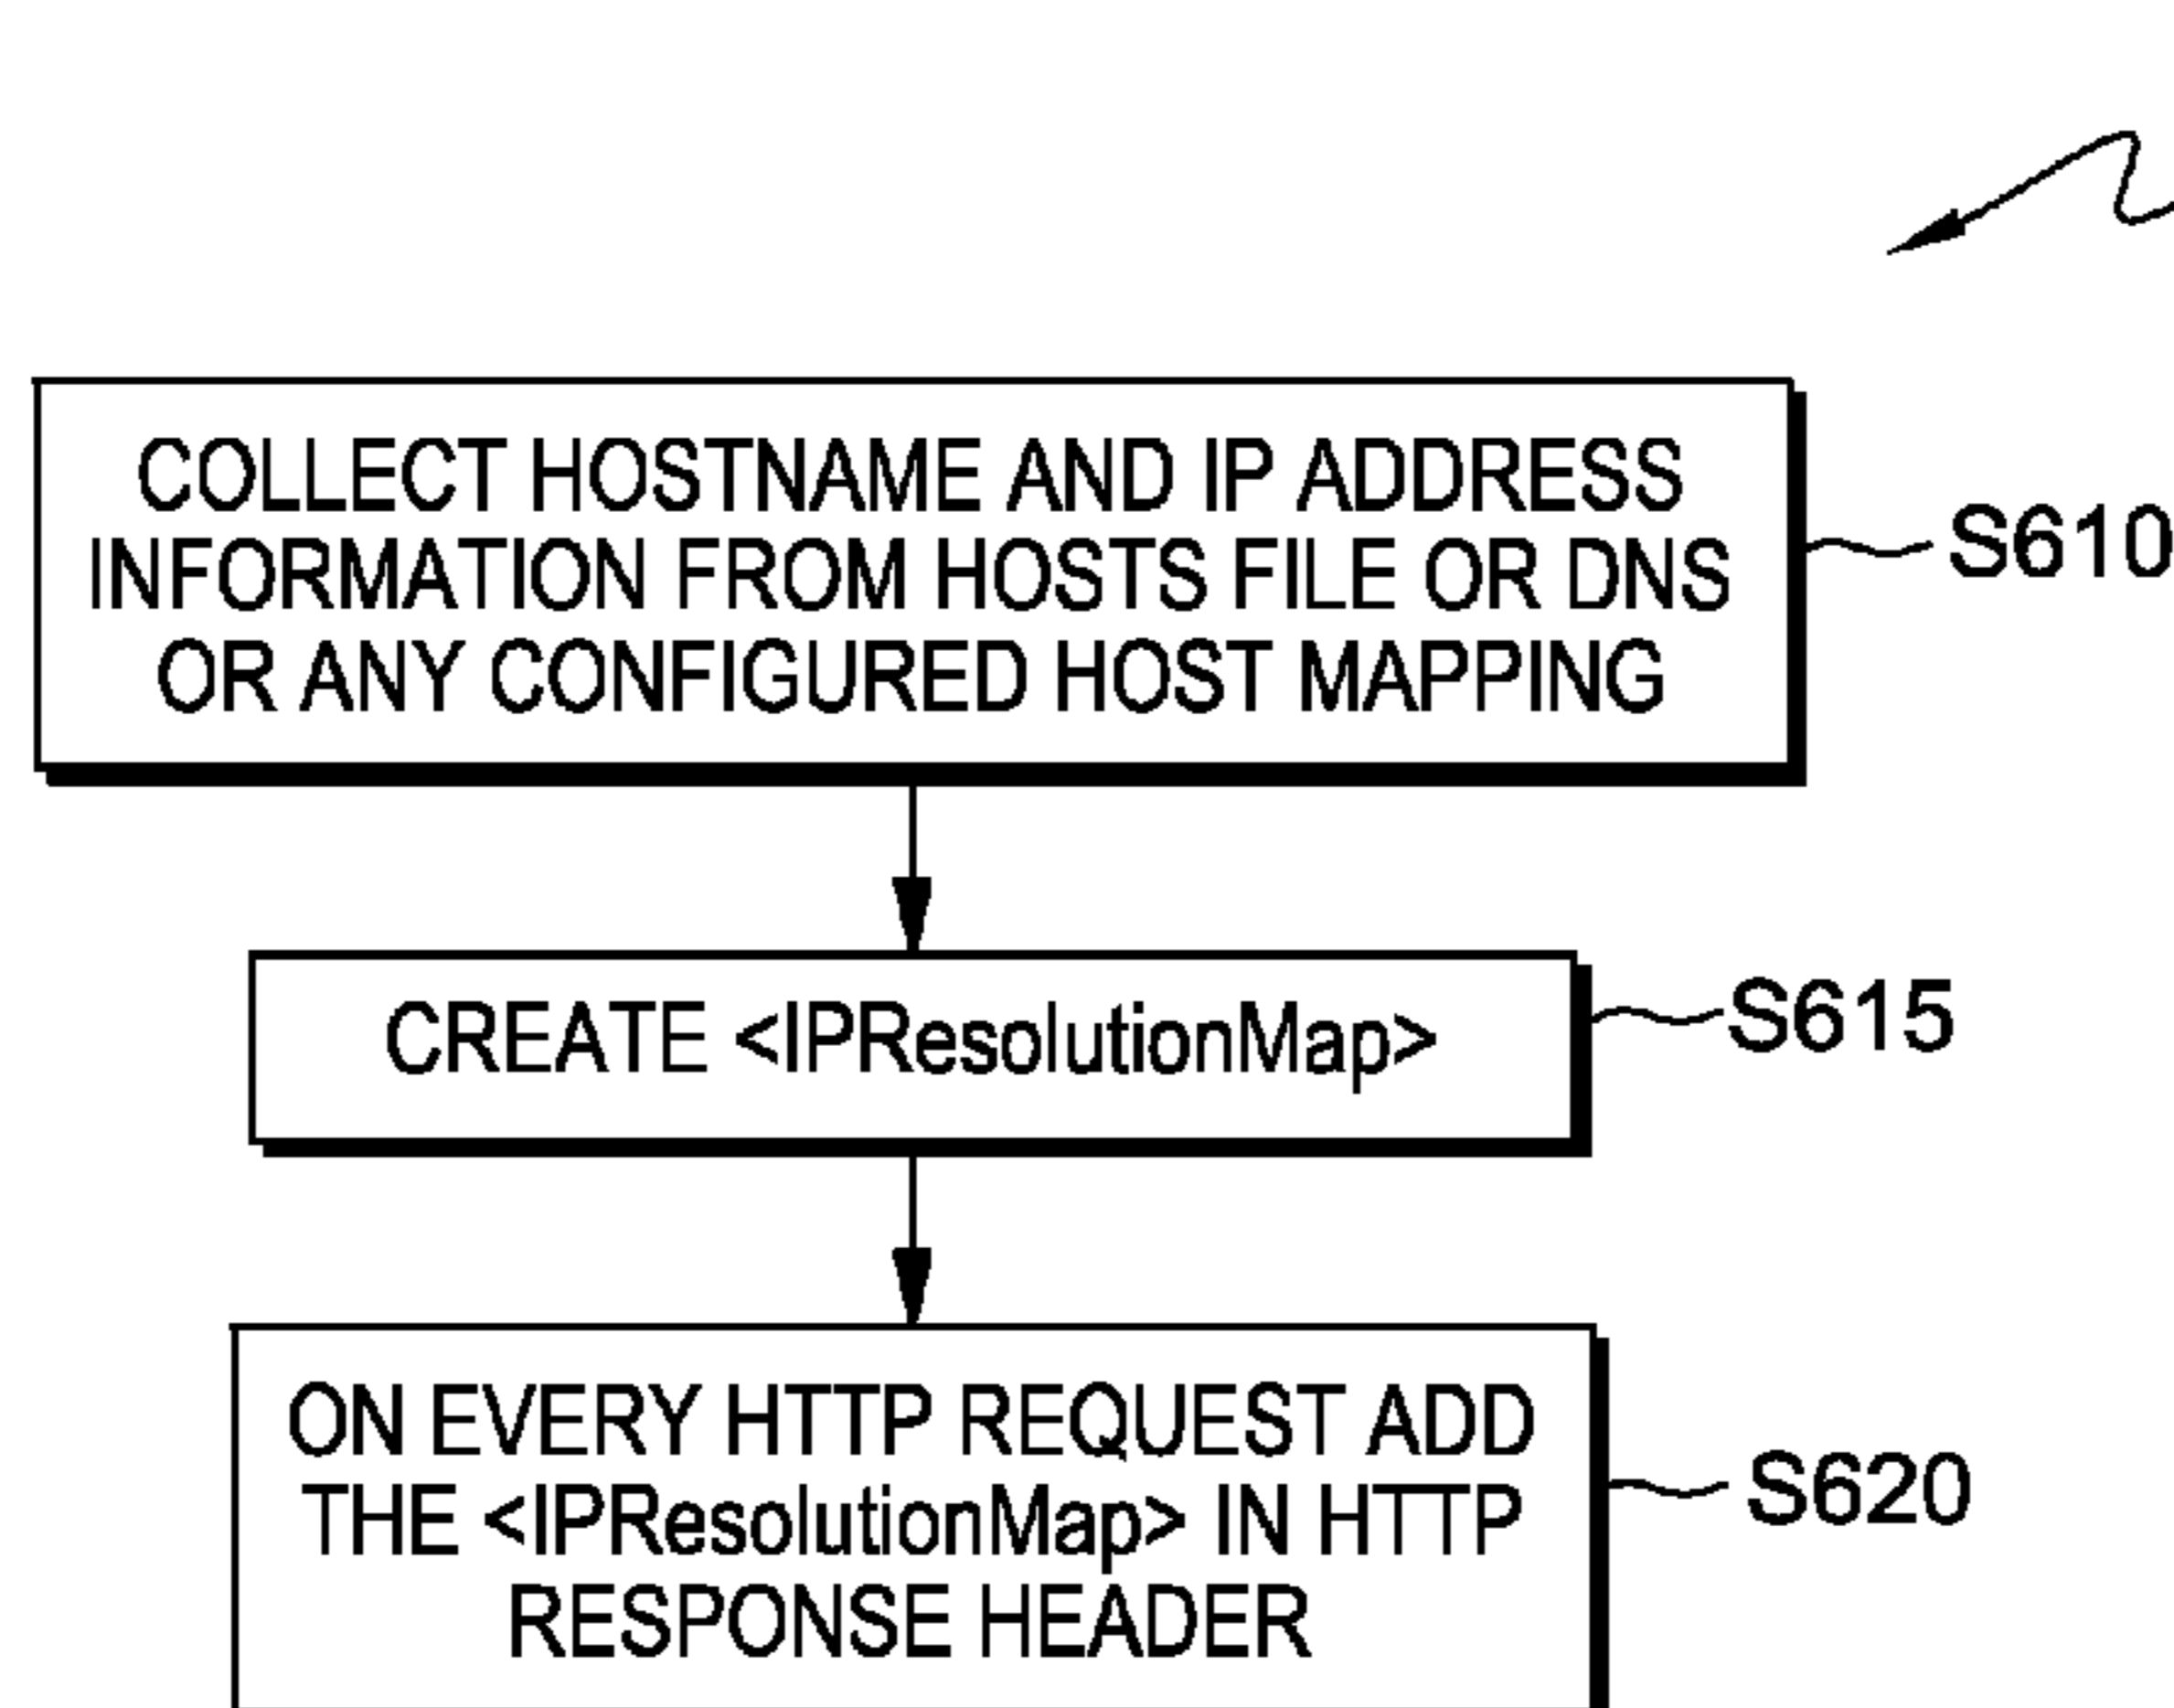 COLLECT HOSTNAME AND IP ADDRESS
INFORMATION FROM HOSTS FILE OR DNS
OR ANY CONFIGURED HOST MAPPING
S610
CREATE <IPResolutionMap>
S615
ON EVERY HTTP REQUEST ADD
THE <IPResolutionMap> IN HTTP
RESPONSE HEADER
S620